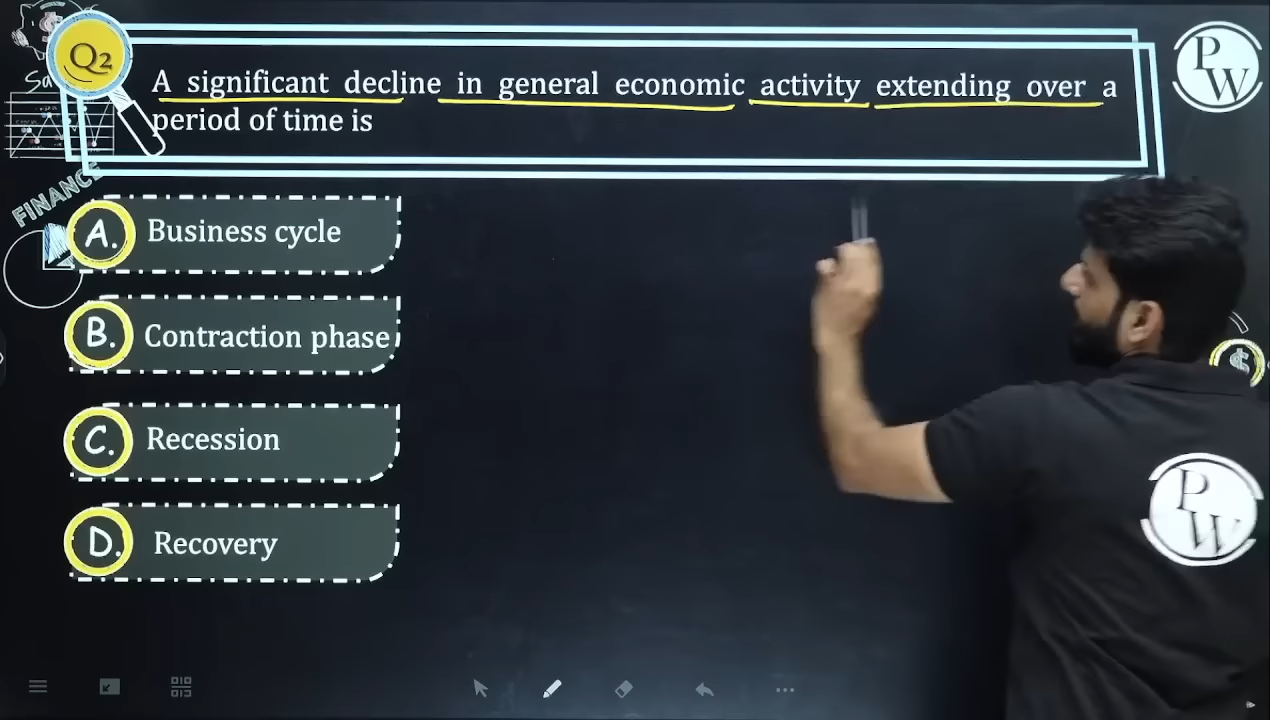 Q2
A significant decline in general economic activity extending over a
period of time is
FINANCE
A. Business cycle
B. Contraction phase
C. Recession
D. Recovery
PW
PW
$